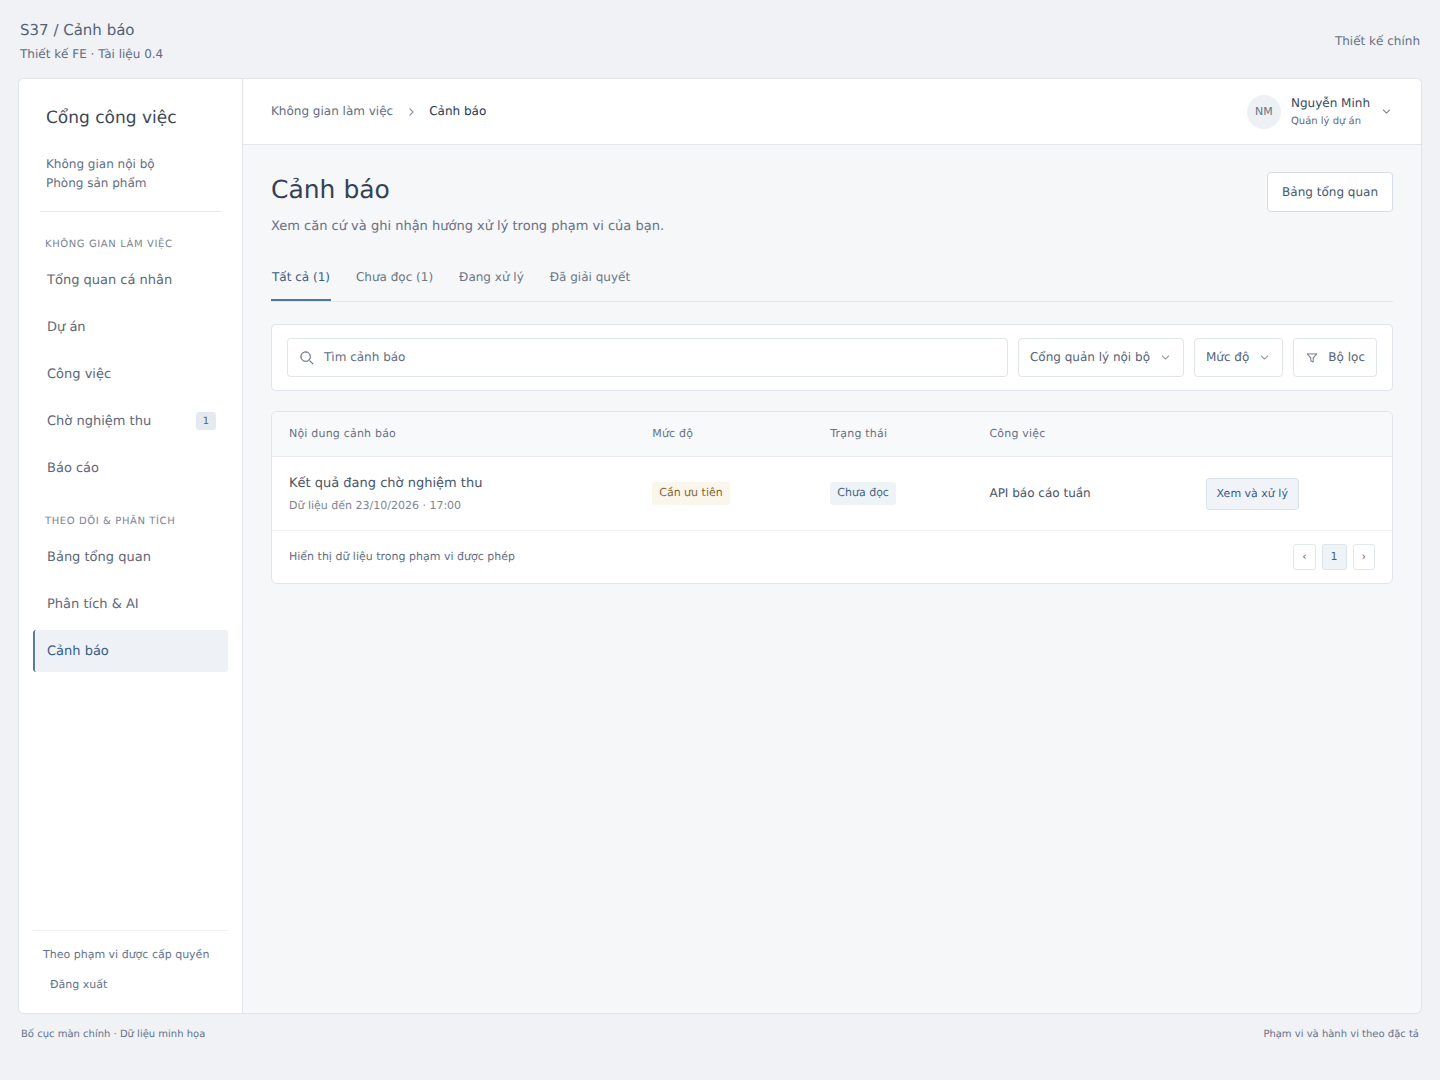 S37 / Cảnh báo
Thiết kế FE · Tài liệu 0.4
Thiết kế chính
Cổng công việc
Không gian nội bộ
Phòng sản phẩm
KHÔNG GIAN LÀM VIỆC
Tổng quan cá nhân
Dự án
Công việc
Chờ nghiệm thu 1
Báo cáo
THEO DÕI & PHÂN TÍCH
Bảng tổng quan
Phân tích & AI
Cảnh báo
Theo phạm vi được cấp quyền
Đăng xuất
Không gian làm việc > Cảnh báo
NM
Nguyễn Minh
Quản lý dự án
Cảnh báo
Xem căn cứ và ghi nhận hướng xử lý trong phạm vi của bạn.
Bảng tổng quan
Tất cả (1) Chưa đọc (1) Đang xử lý Đã giải quyết
Tìm cảnh báo Cổng quản lý nội bộ Mức độ Bộ lọc
Nội dung cảnh báo Mức độ Trạng thái Công việc
Kết quả đang chờ nghiệm thu
Dữ liệu đến 23/10/2026 · 17:00
Cần ưu tiên Chưa đọc API báo cáo tuần Xem và xử lý
Hiển thị dữ liệu trong phạm vi được phép ‹ 1 ›
Bố cục màn chính · Dữ liệu minh họa
Phạm vi và hành vi theo đặc tả